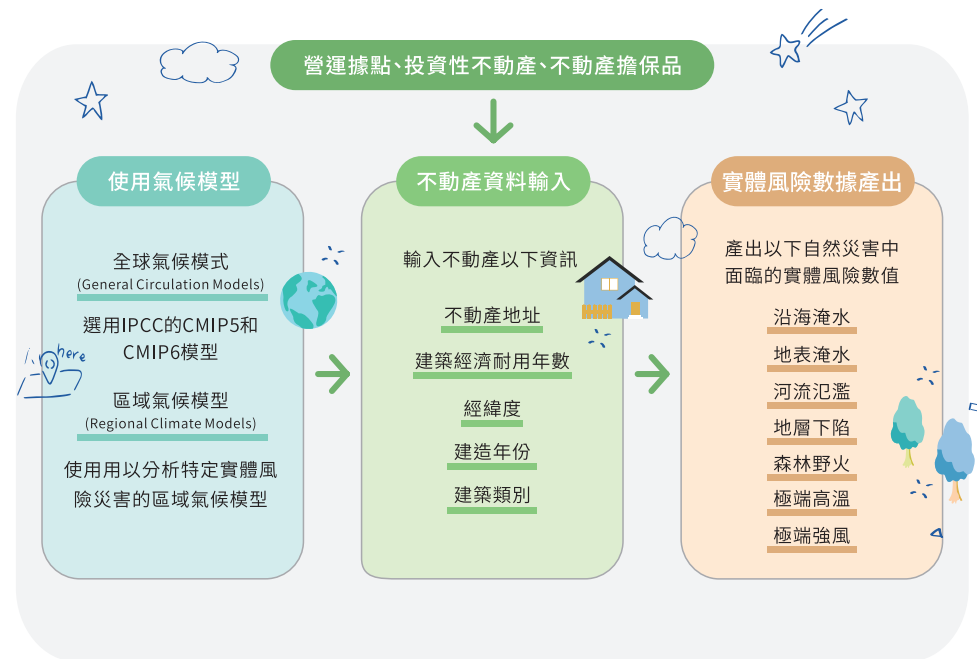 營運據點、投資性不動產、不動產擔保品
使用氣候模型
全球氣候模式
(General Circulation Models)
選用IPCC的CMIP5和
CMIP6模型
here
區域氣候模型
(Regional Climate Models)
使用用以分析特定實體風
險災害的區域氣候模型
不動產資料輸入
輸入不動產以下資訊
不動產地址
建築經濟耐用年數
經緯度
建造年份
建築類別
實體風險數據產出
產出以下自然災害中
面臨的實體風險數值
沿海淹水
地表淹水
河流氾濫
地層下陷
森林野火
極端高溫
極端強風